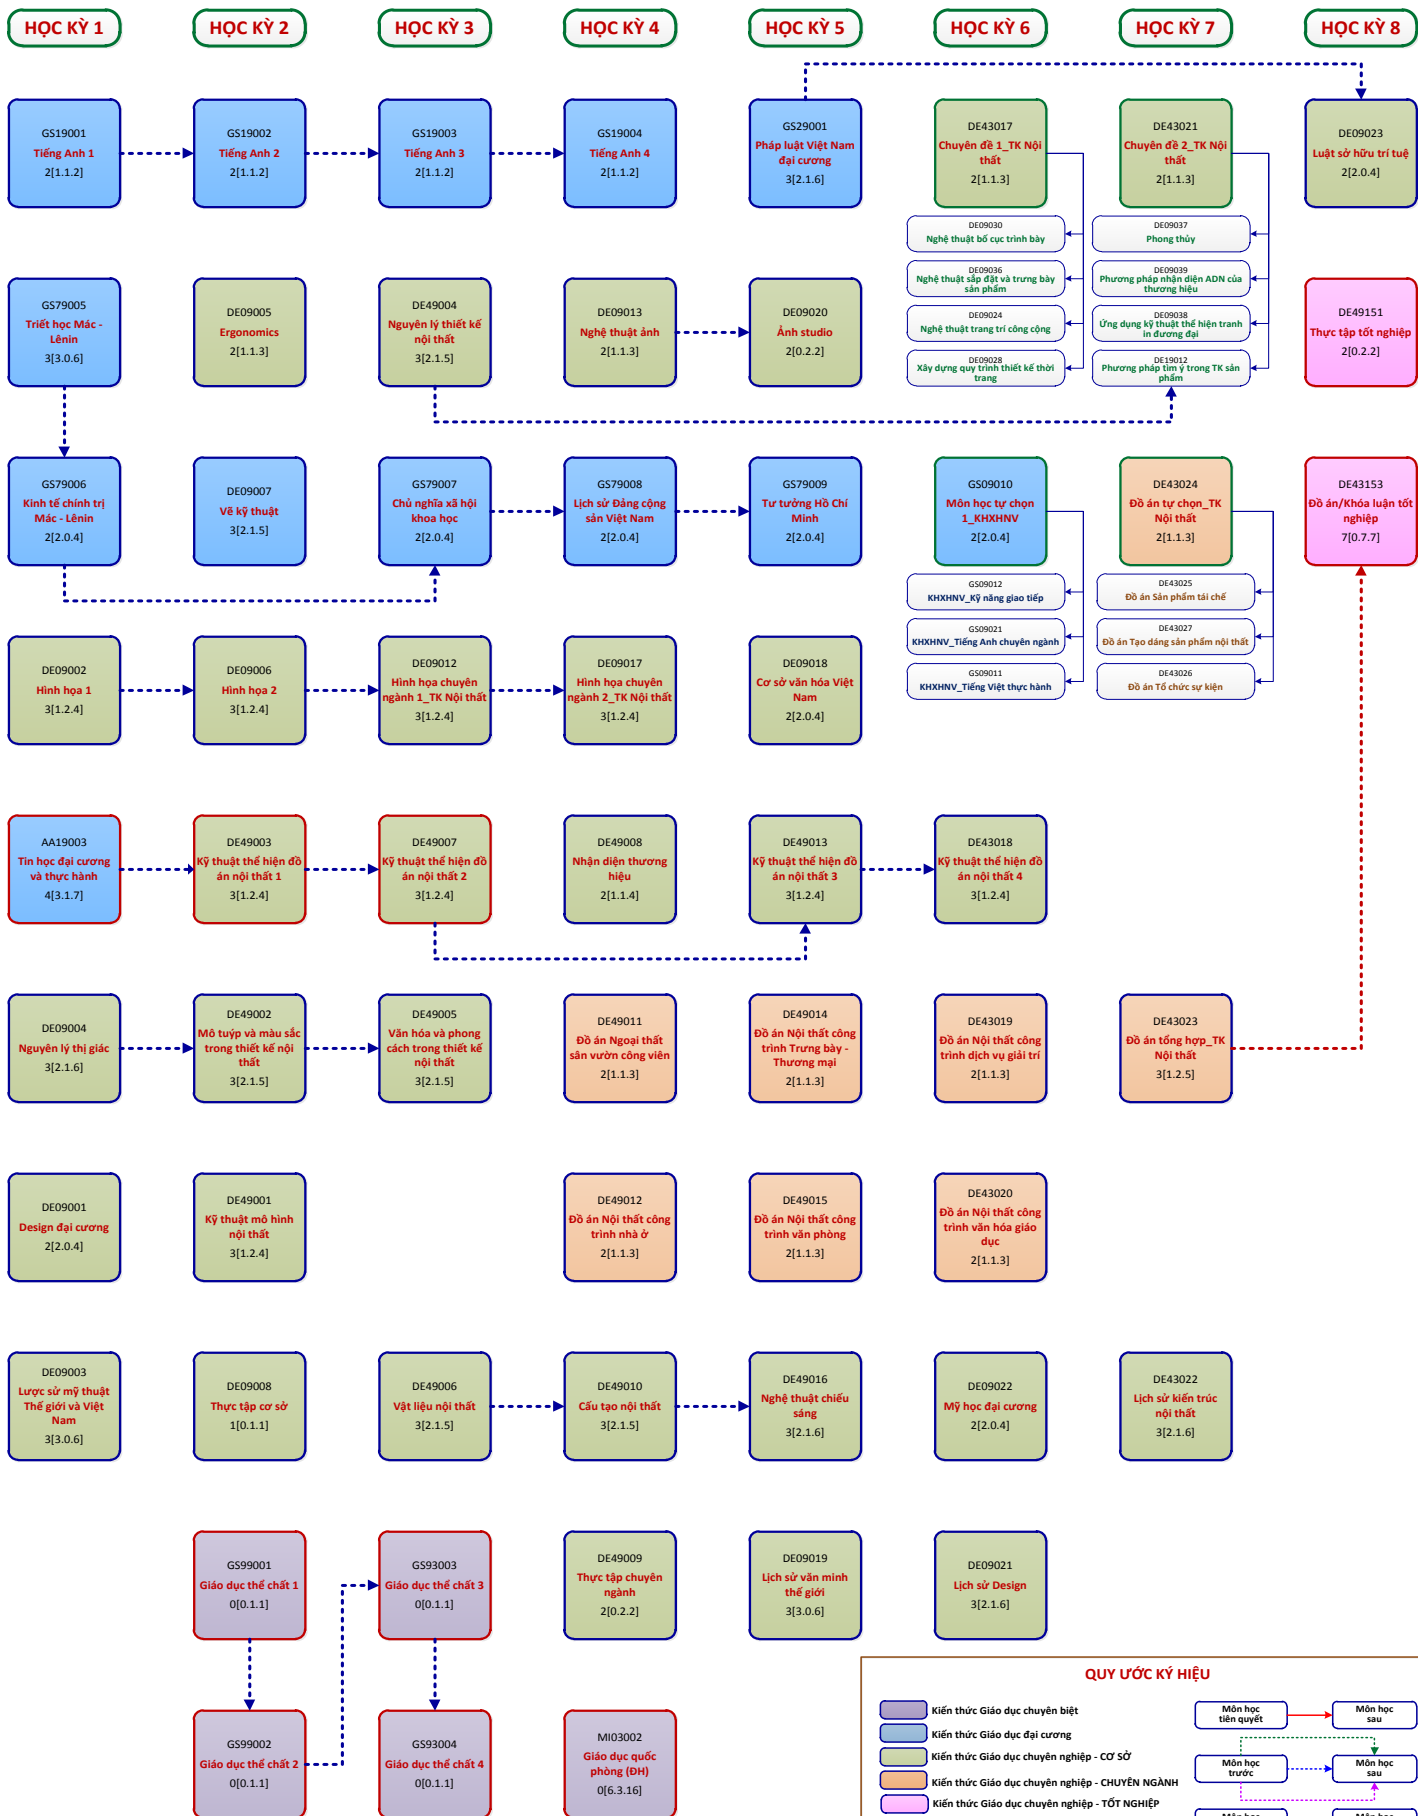 HỌC KỲ 1
HỌC KỲ 2
HỌC KỲ 3
HỌC KỲ 4
HỌC KỲ 5
HỌC KỲ 6
HỌC KỲ 7
HỌC KỲ 8
GS19001
Tiếng Anh 1
2[1.1.2]
GS19002
Tiếng Anh 2
2[1.1.2]
GS19003
Tiếng Anh 3
2[1.1.2]
GS19004
Tiếng Anh 4
2[1.1.2]
GS29001
Pháp luật Việt Nam
đại cương
3[2.1.6]
DE43017
Chuyên đề 1_TK Nội
thất
2[1.1.3]
DE43021
Chuyên đề 2_TK Nội
thất
2[1.1.3]
DE09023
Luật sở hữu trí tuệ
2[2.0.4]
DE09030
Nghệ thuật bố cục trình bày
DE09036
Nghệ thuật sắp đặt và trưng bày
sản phẩm
DE09024
Nghệ thuật trang trí công cộng
DE09028
Xây dựng quy trình thiết kế thời
trang
DE09037
Phong thủy
DE09039
Phương pháp nhận diện ADN của
thương hiệu
DE09038
Ứng dụng kỹ thuật thể hiện tranh
in đương đại
DE19012
Phương pháp tìm ý trong TK sản
phẩm
GS79005
Triết học Mác -
Lênin
3[3.0.6]
DE09005
Ergonomics
2[1.1.3]
DE49004
Nguyên lý thiết kế
nội thất
3[2.1.5]
DE09013
Nghệ thuật ảnh
2[1.1.3]
DE09020
Ảnh studio
2[0.2.2]
DE49151
Thực tập tốt nghiệp
2[0.2.2]
GS79006
Kinh tế chính trị
Mác - Lênin
2[2.0.4]
DE09007
Vẽ kỹ thuật
3[2.1.5]
GS79007
Chủ nghĩa xã hội
khoa học
2[2.0.4]
GS79008
Lịch sử Đảng cộng
sản Việt Nam
2[2.0.4]
GS79009
Tư tưởng Hồ Chí
Minh
2[2.0.4]
GS09010
Môn học tự chọn
1_KHXHNV
2[2.0.4]
DE43024
Đồ án tự chọn_TK
Nội thất
2[1.1.3]
DE43153
Đồ án/Khóa luận tốt
nghiệp
7[0.7.7]
GS09012
KHXHNV_Kỹ năng giao tiếp
GS09021
KHXHNV_Tiếng Anh chuyên ngành
GS09011
KHXHNV_Tiếng Việt thực hành
DE43025
Đồ án Sản phẩm tái chế
DE43027
Đồ án Tạo dáng sản phẩm nội thất
DE43026
Đồ án Tổ chức sự kiện
DE09002
Hình họa 1
3[1.2.4]
DE09006
Hình họa 2
3[1.2.4]
DE09012
Hình họa chuyên
ngành 1_TK Nội thất
3[1.2.4]
DE09017
Hình họa chuyên
ngành 2_TK Nội thất
3[1.2.4]
DE09018
Cơ sở văn hóa Việt
Nam
2[2.0.4]
AA19003
Tin học đại cương
và thực hành
4[3.1.7]
DE49003
Kỹ thuật thể hiện đồ
án nội thất 1
3[1.2.4]
DE49007
Kỹ thuật thể hiện đồ
án nội thất 2
3[1.2.4]
DE49008
Nhận diện thương
hiệu
2[1.1.4]
DE49013
Kỹ thuật thể hiện đồ
án nội thất 3
3[1.2.4]
DE43018
Kỹ thuật thể hiện đồ
án nội thất 4
3[1.2.4]
DE09004
Nguyên lý thị giác
3[2.1.6]
DE49002
Mô tuýp và màu sắc
trong thiết kế nội
thất
3[2.1.5]
DE49005
Văn hóa và phong
cách trong thiết kế
nội thất
3[2.1.5]
DE49011
Đồ án Ngoại thất
sân vườn công viên
2[1.1.3]
DE49014
Đồ án Nội thất công
trình Trưng bày -
Thương mại
2[1.1.3]
DE43019
Đồ án Nội thất công
trình dịch vụ giải trí
2[1.1.3]
DE43023
Đồ án tổng hợp_TK
Nội thất
3[1.2.5]
DE09001
Design đại cương
2[2.0.4]
DE49001
Kỹ thuật mô hình
nội thất
3[1.2.4]
DE49012
Đồ án Nội thất công
trình nhà ở
2[1.1.3]
DE49015
Đồ án Nội thất công
trình văn phòng
2[1.1.3]
DE43020
Đồ án Nội thất công
trình văn hóa giáo
dục
2[1.1.3]
DE09003
Lược sử mỹ thuật
Thế giới và Việt
Nam
3[3.0.6]
DE09008
Thực tập cơ sở
1[0.1.1]
DE49006
Vật liệu nội thất
3[2.1.5]
DE49010
Cấu tạo nội thất
3[2.1.5]
DE49016
Nghệ thuật chiếu
sáng
3[2.1.6]
DE09022
Mỹ học đại cương
2[2.0.4]
DE43022
Lịch sử kiến trúc
nội thất
3[2.1.6]
GS99001
Giáo dục thể chất 1
0[0.1.1]
GS93003
Giáo dục thể chất 3
0[0.1.1]
DE49009
Thực tập chuyên
ngành
2[0.2.2]
DE09019
Lịch sử văn minh
thế giới
3[3.0.6]
DE09021
Lịch sử Design
3[2.1.6]
GS99002
Giáo dục thể chất 2
0[0.1.1]
GS93004
Giáo dục thể chất 4
0[0.1.1]
MI03002
Giáo dục quốc
phòng (ĐH)
0[6.3.16]
QUY ƯỚC KÝ HIỆU
Kiến thức Giáo dục chuyên biệt
Kiến thức Giáo dục đại cương
Kiến thức Giáo dục chuyên nghiệp - CƠ SỞ
Kiến thức Giáo dục chuyên nghiệp - CHUYÊN NGÀNH
Kiến thức Giáo dục chuyên nghiệp - TỐT NGHIỆP
Môn học
tiên quyết
Môn học
sau
Môn học
trước
Môn học
sau